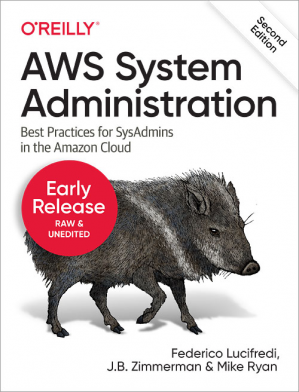 O'REILLY®
Second
Edition
AWS System
Administration
Best Practices for SysAdmins
in the Amazon Cloud
Early
Release
RAW &
UNEDITED
Federico Lucifredi,
J.B. Zimmerman & Mike Ryan